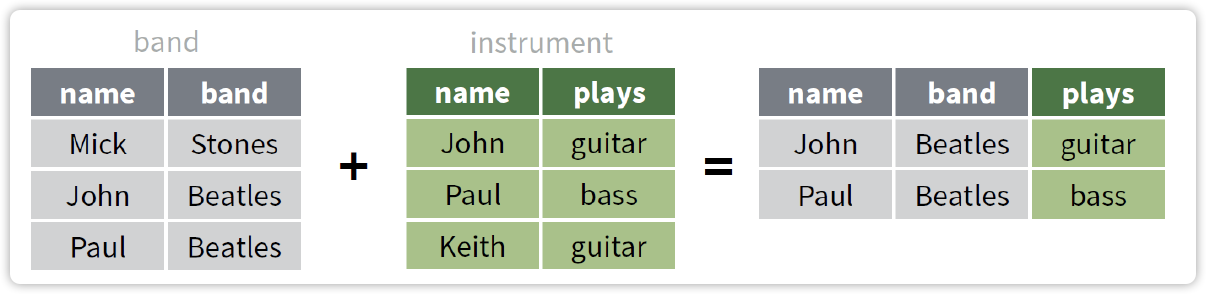 band
name band
Mick Stones
John Beatles
Paul Beatles
+
instrument
name plays
John guitar
Paul bass
Keith guitar
=
name band plays
John Beatles guitar
Paul Beatles bass